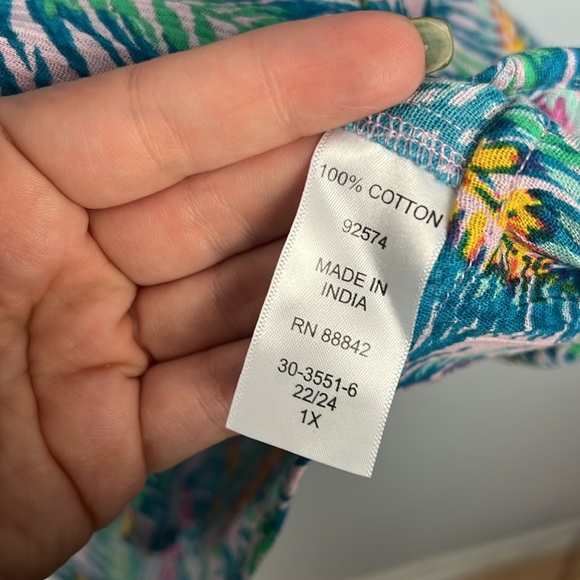 100% COTTON
92574
MADE IN
INDIA
RN 88842
30-3551-6
22/24
1X